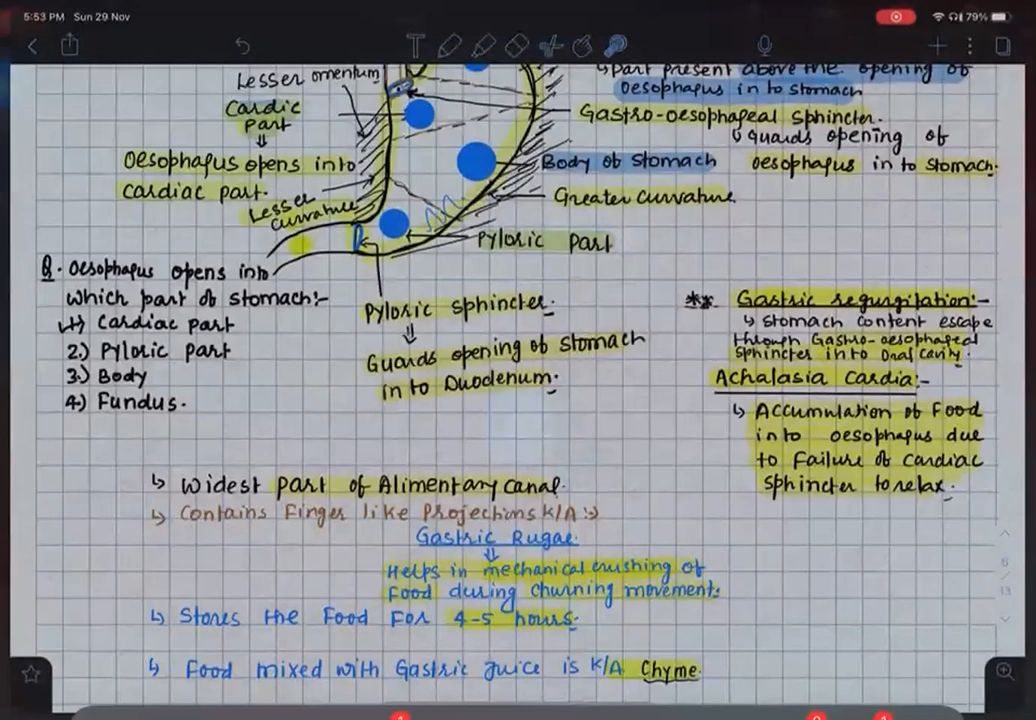 5:53 PM Sun 29 Nov
79%
Lesser omentum
Cardic
part
Oesophagus opens into
cardiac part.
Lesser
curvature
Part present above the opening of
oesophagus in to stomach
Gastro-oesophageal sphincter.
Guards opening of
oesophagus in to stomach.
Body of stomach
Greater curvature.
Pyloric part
Pyloric sphincter.
Guards opening of stomach
in to Duodenum.
Q. Oesophagus opens into
which part of stomach:-
1.) Cardiac part
2.) Pyloric part
3.) Body
4.) Fundus.
** Gastric regurgitation:-
stomach content escape
through Gastro-oesophageal
sphincter into oral cavity.
Achalasia Cardia:-
Accumulation of Food
into oesophagus due
to Failure of cardiac
sphincter to relax.
Widest part of Alimentary canal.
Contains Finger like Projections K/A :→
Gastric Rugae.
Helps in mechanical crushing of
Food during churning movement.
Stores the Food For 4-5 hours.
Food mixed with Gastric juice is K/A Chyme.